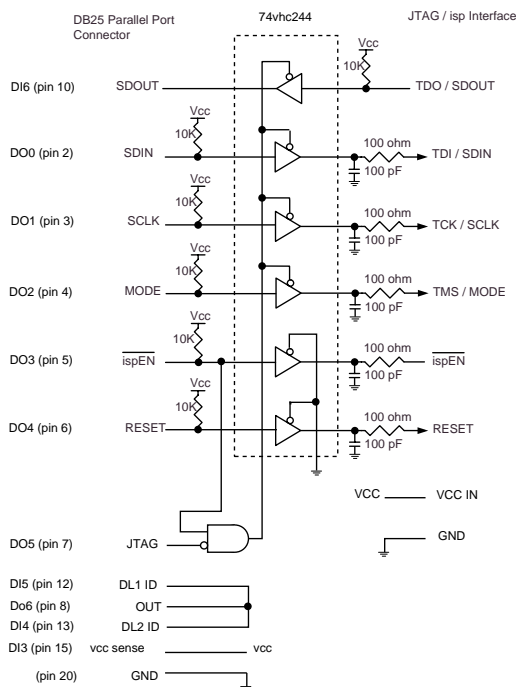 DB25 Parallel Port Connector 74vhc244 JTAG / isp Interface
Vcc
10K
DI6 (pin 10) SDOUT TDO / SDOUT
Vcc
10K
100 ohm
DO0 (pin 2) SDIN TDI / SDIN
100 pF
Vcc
10K
100 ohm
DO1 (pin 3) SCLK TCK / SCLK
100 pF
Vcc
10K
100 ohm
DO2 (pin 4) MODE TMS / MODE
100 pF
Vcc
10K
100 ohm
DO3 (pin 5) ispEN ispEN
100 pF
Vcc
10K
100 ohm
DO4 (pin 6) RESET RESET
100 pF
VCC VCC IN
GND
DO5 (pin 7) JTAG
DI5 (pin 12) DL1 ID
Do6 (pin 8) OUT
DI4 (pin 13) DL2 ID
DI3 (pin 15) vcc sense vcc
(pin 20) GND